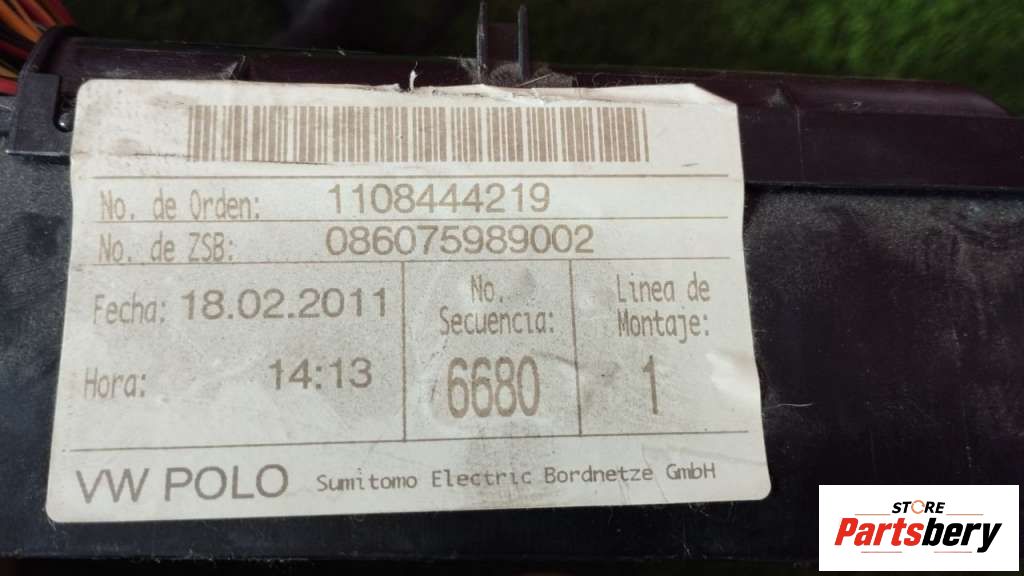 No. de Orden: 1108444219
No. de ZSB: 086075989002
Fecha: 18.02.2011
Hora: 14:13
No.
Secuencia:
6680
Linea de
Montaje:
1
VW POLO Sumitomo Electric Bordnetze GmbH
STORE
Partsbery